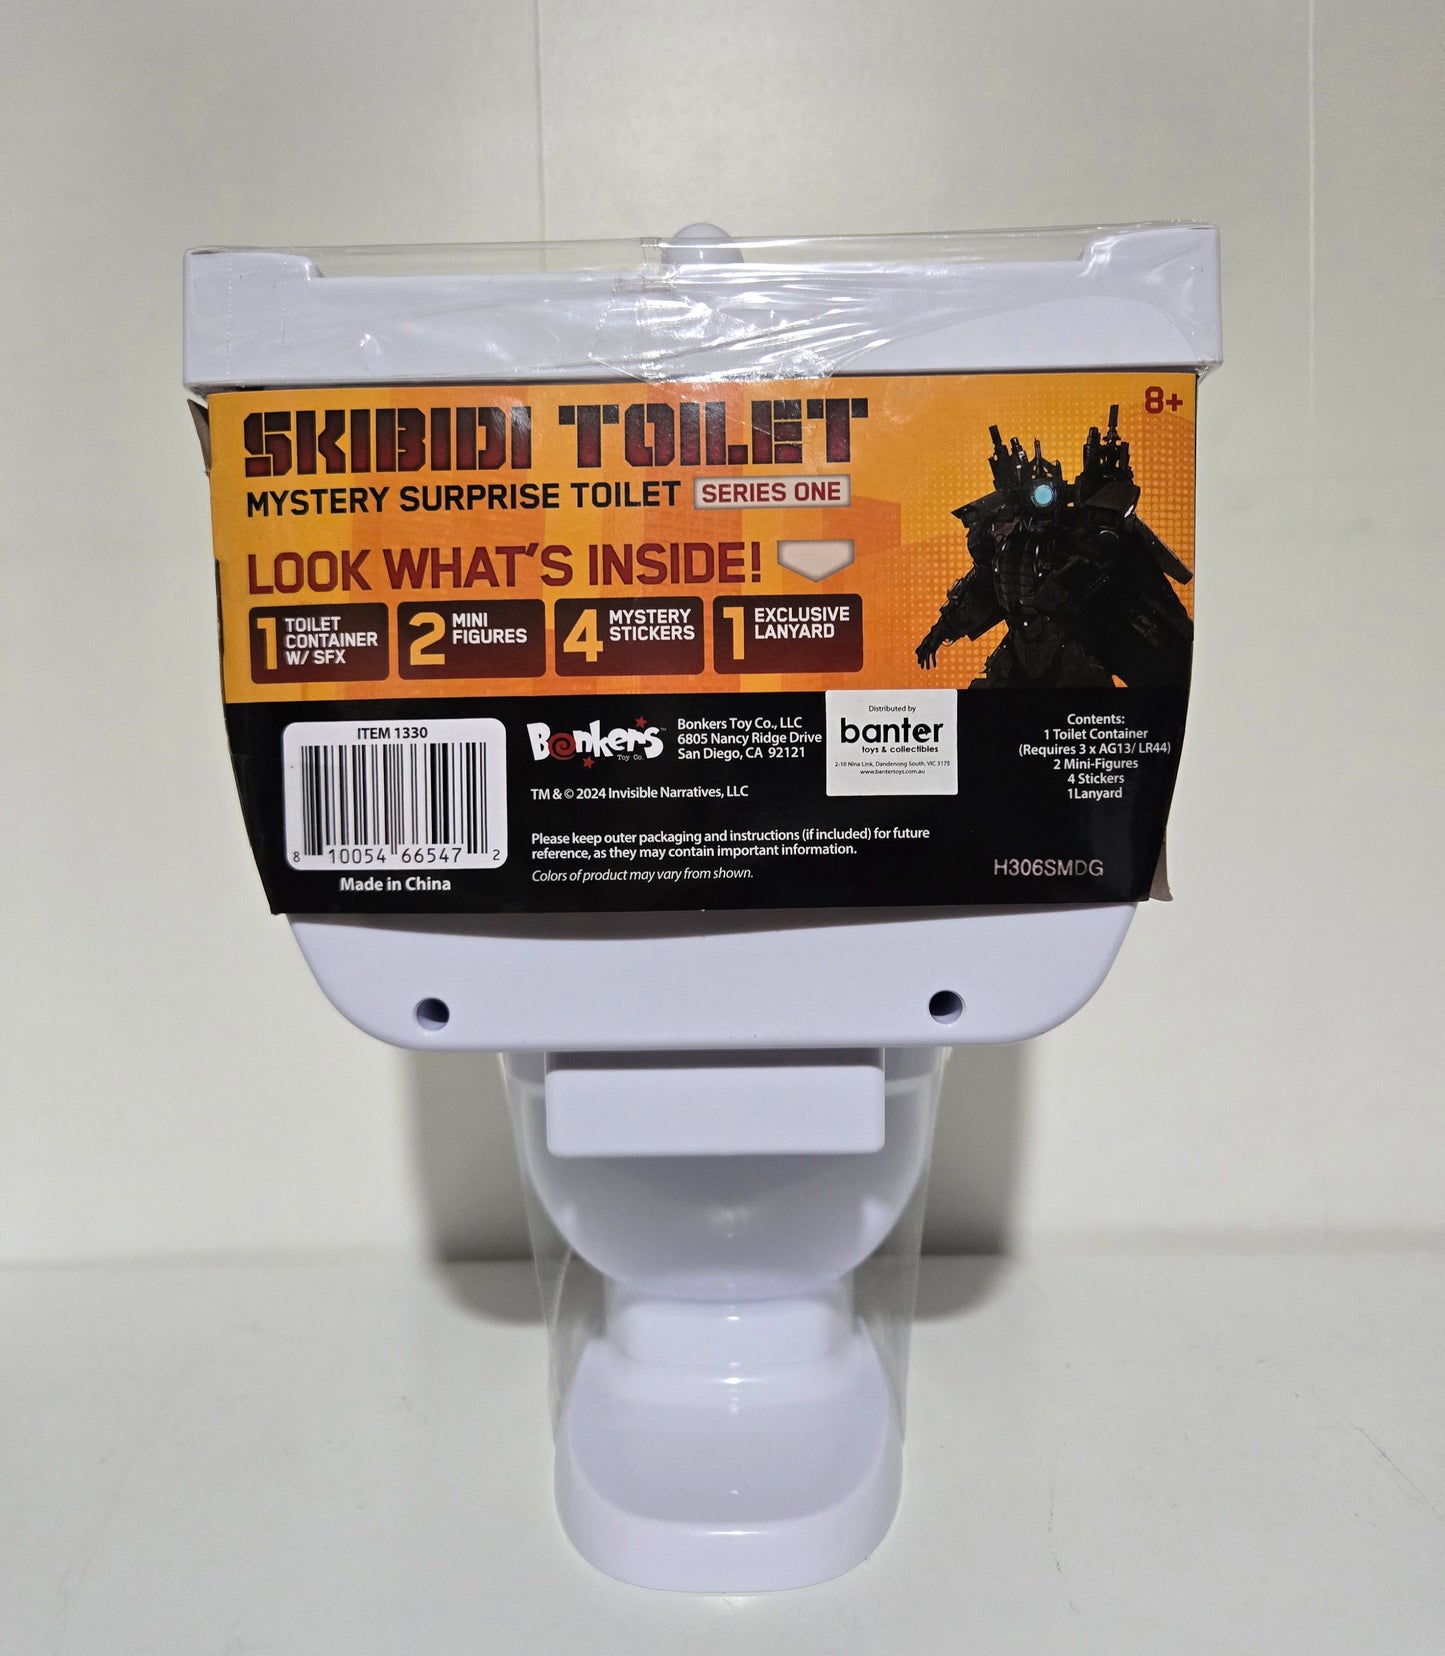 8+
SKIBIDI TOILET
MYSTERY SURPRISE TOILET SERIES ONE
LOOK WHAT'S INSIDE!
1 TOILET
CONTAINER
W/ SFX
2 MINI
FIGURES
4 MYSTERY
STICKERS
1 EXCLUSIVE
LANYARD
ITEM 1330
8 10054 66547 2
Made in China
Bonkers
Toy Co.
Bonkers Toy Co., LLC
6805 Nancy Ridge Drive
San Diego, CA 92121
TM & © 2024 Invisible Narratives, LLC
Please keep outer packaging and instructions (if included) for future
reference, as they may contain important information.
Colors of product may vary from shown.
Distributed by
banter
toys & collectibles
2-10 Nina Link, Dandenong South, VIC 3175
www.bantertoys.com.au
Contents:
1 Toilet Container
(Requires 3 x AG13/ LR44)
2 Mini-Figures
4 Stickers
1Lanyard
H306SMDG